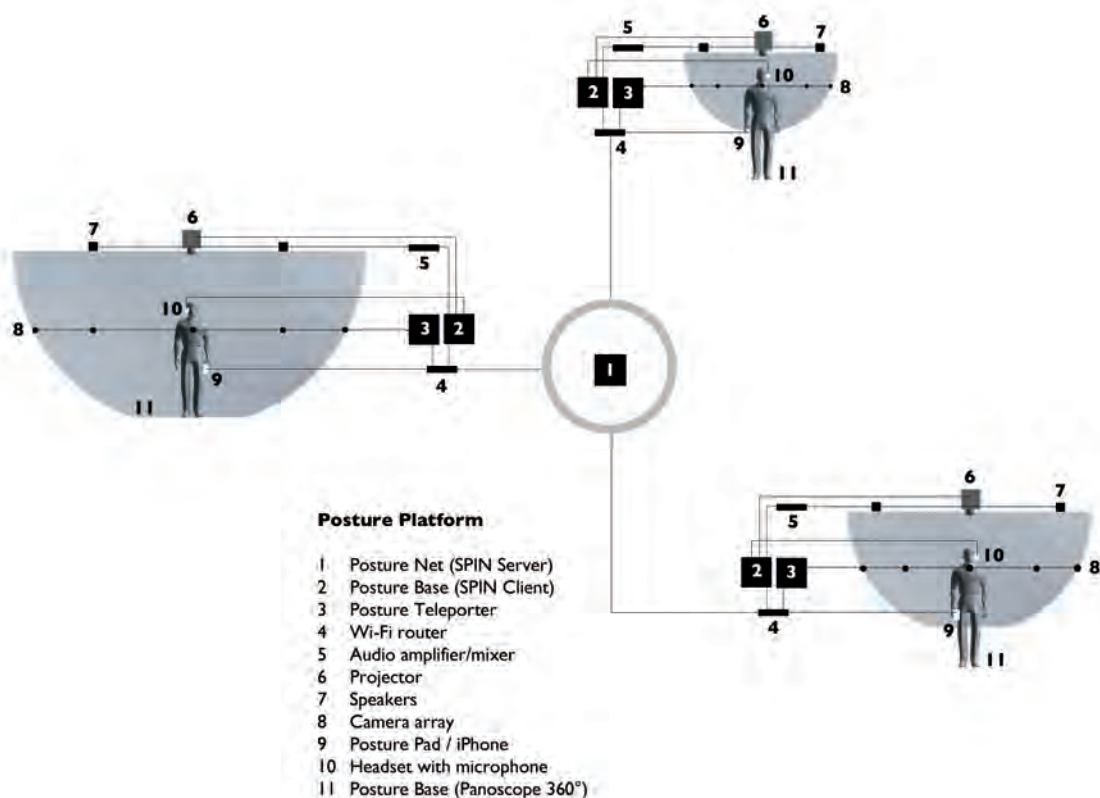 5
6
7
10
8
2
3
4
9
11
7
6
5
10
8
3
2
9
4
11
1
6
7
5
10
8
2
3
4
9
11
Posture Platform
1 Posture Net (SPIN Server)
2 Posture Base (SPIN Client)
3 Posture Teleporter
4 Wi-Fi router
5 Audio amplifier/mixer
6 Projector
7 Speakers
8 Camera array
9 Posture Pad / iPhone
10 Headset with microphone
11 Posture Base (Panoscope 360°)